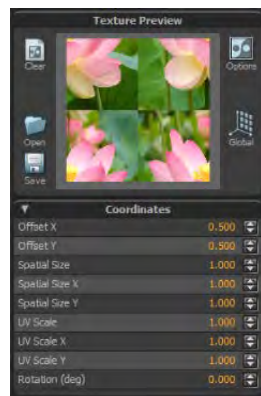 Texture Preview
Clear
Options
Open
Global
Save
Coordinates
Offset X 0.500
Offset Y 0.500
Spatial Size 1.000
Spatial Size X 1.000
Spatial Size Y 1.000
UV Scale 1.000
UV Scale X 1.000
UV Scale Y 1.000
Rotation (deg) 0.000